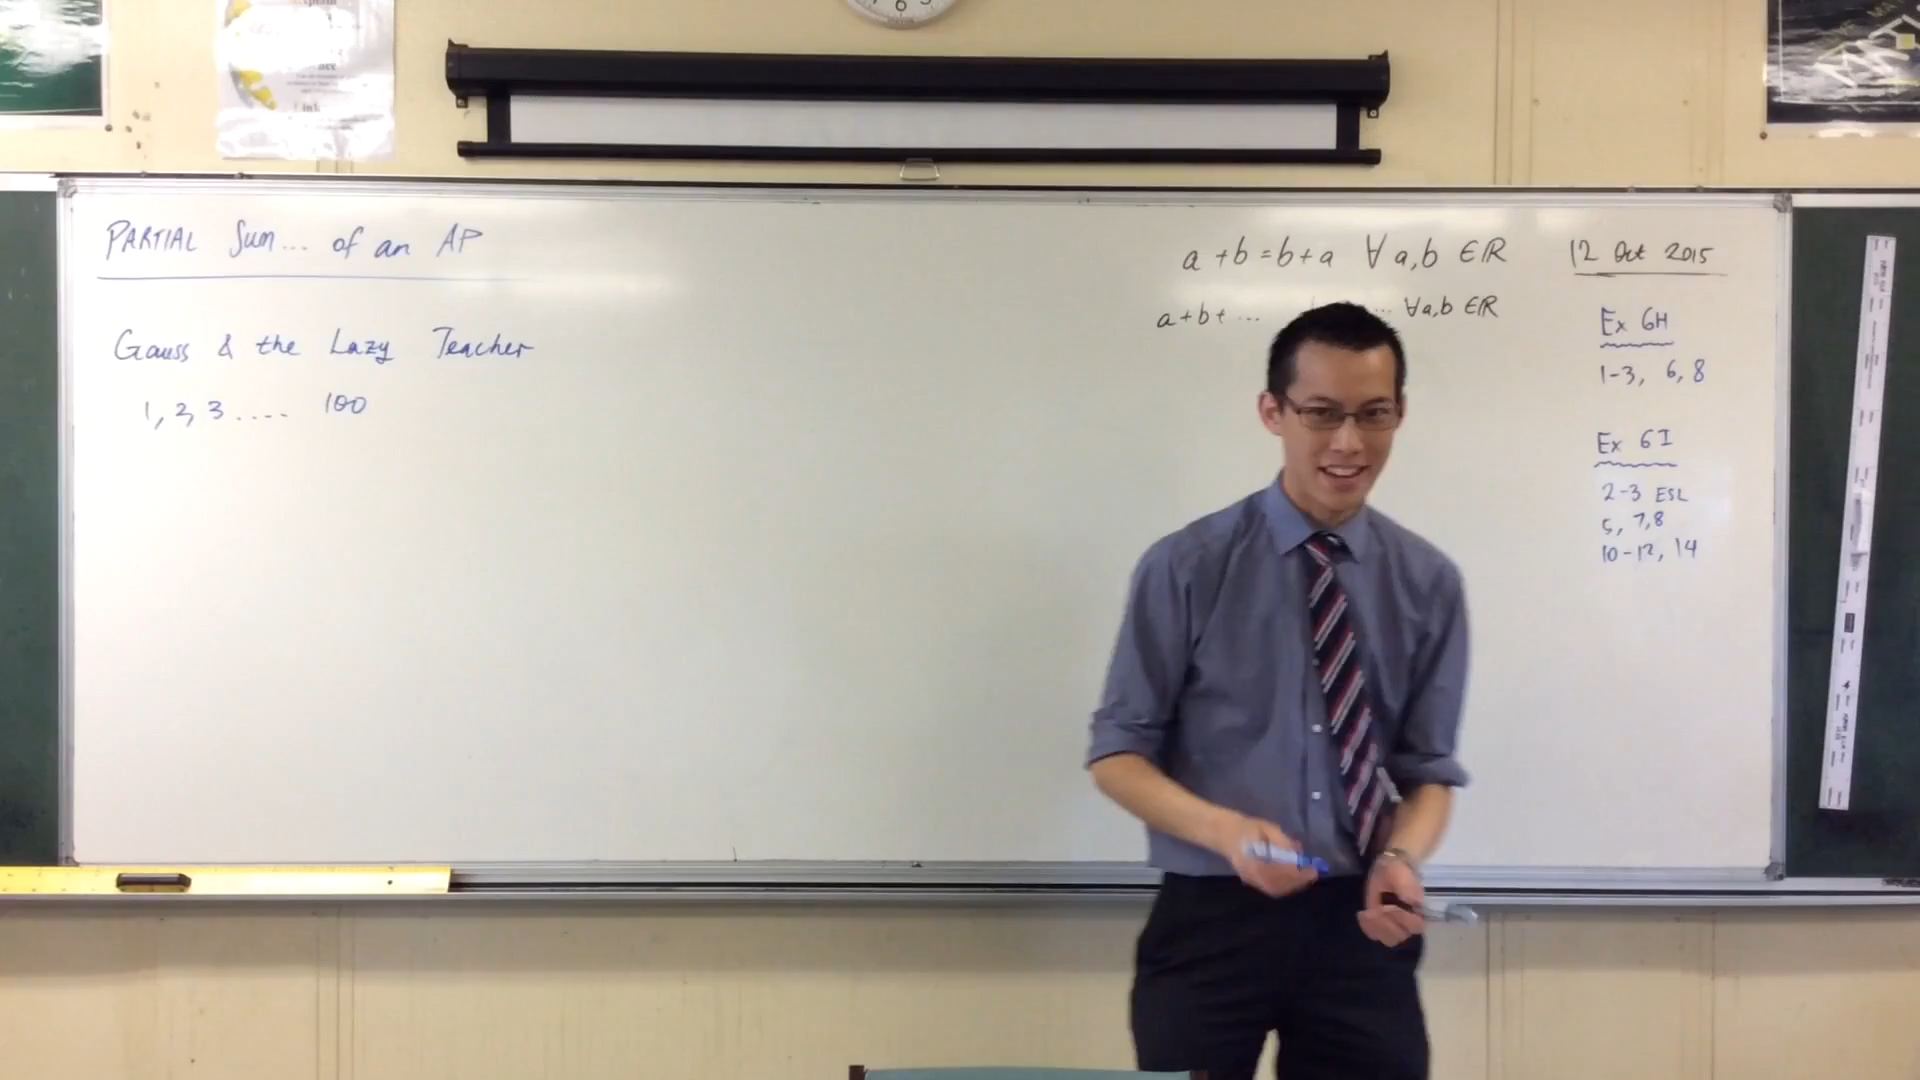 PARTIAL Sum... of an AP
Gauss & the Lazy Teacher
1, 2, 3 .... 100
a + b = b + a ∀ a, b ∈ ℝ
a + b + ... ... ∀ a, b ∈ ℝ
12 Oct 2015
Ex 6H
1-3, 6, 8
Ex 6I
2-3 ESL
5, 7, 8
10-12, 14